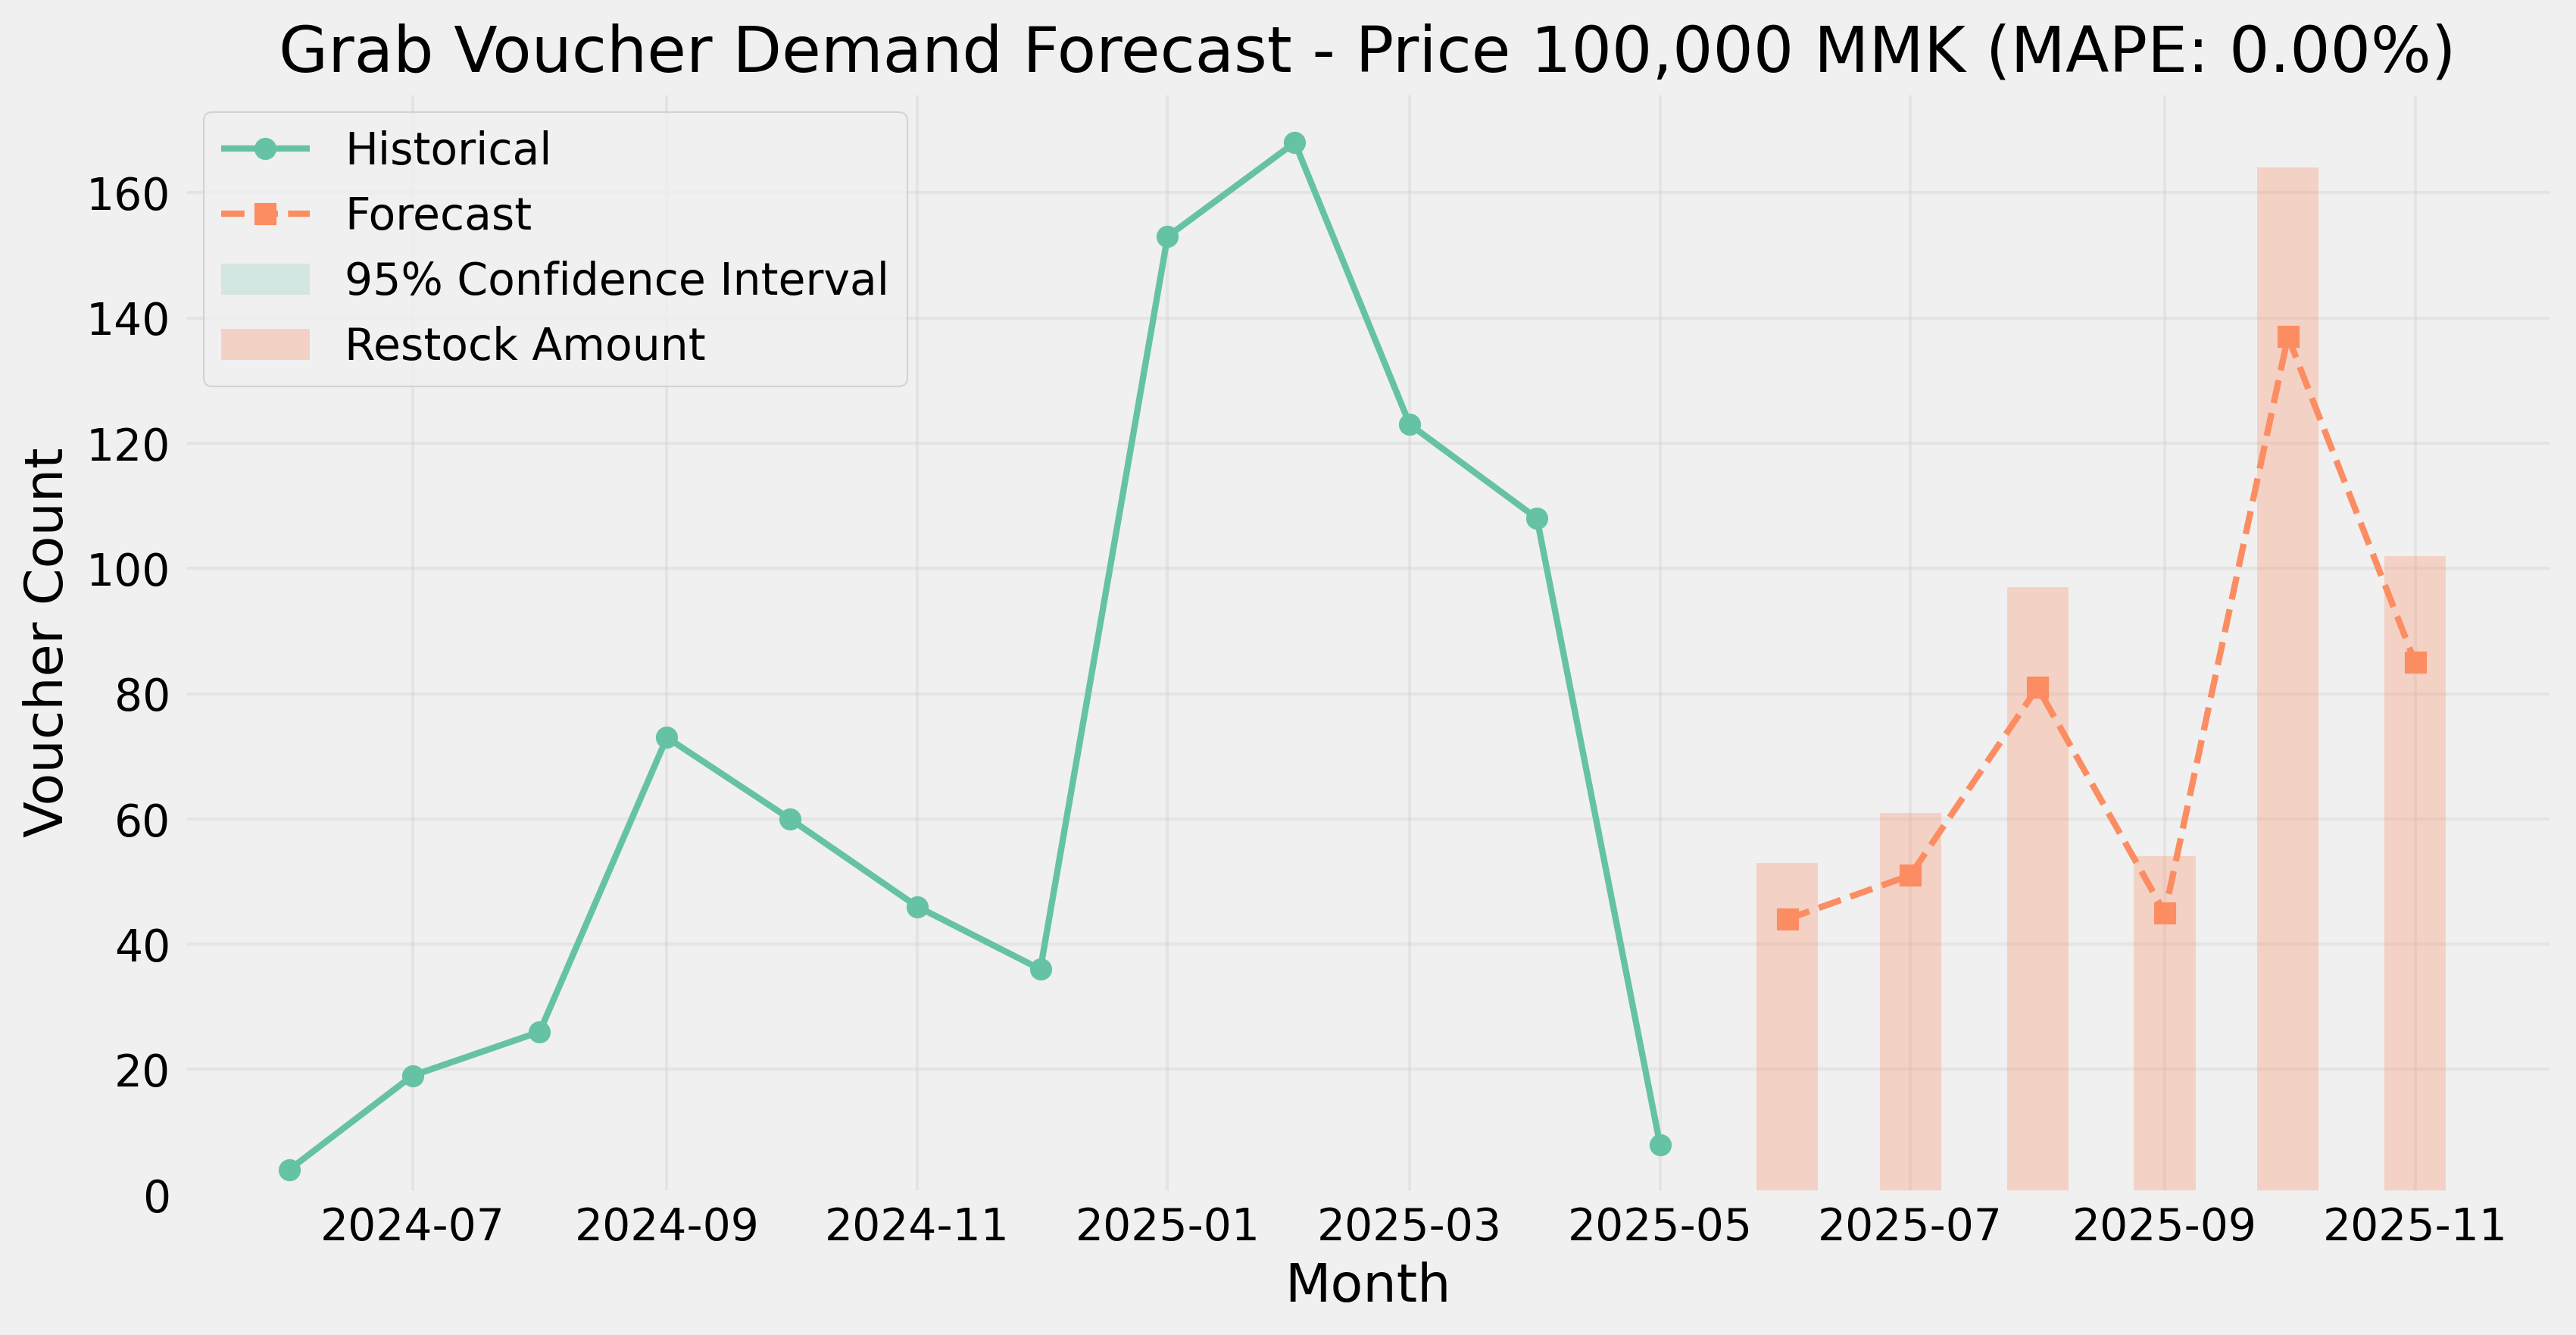 Grab Voucher Demand Forecast - Price 100,000 MMK (MAPE: 0.00%)
Historical
Forecast
95% Confidence Interval
Restock Amount
Voucher Count
160
140
120
100
80
60
40
20
0
2024-07 2024-09 2024-11 2025-01 2025-03 2025-05 2025-07 2025-09 2025-11
Month